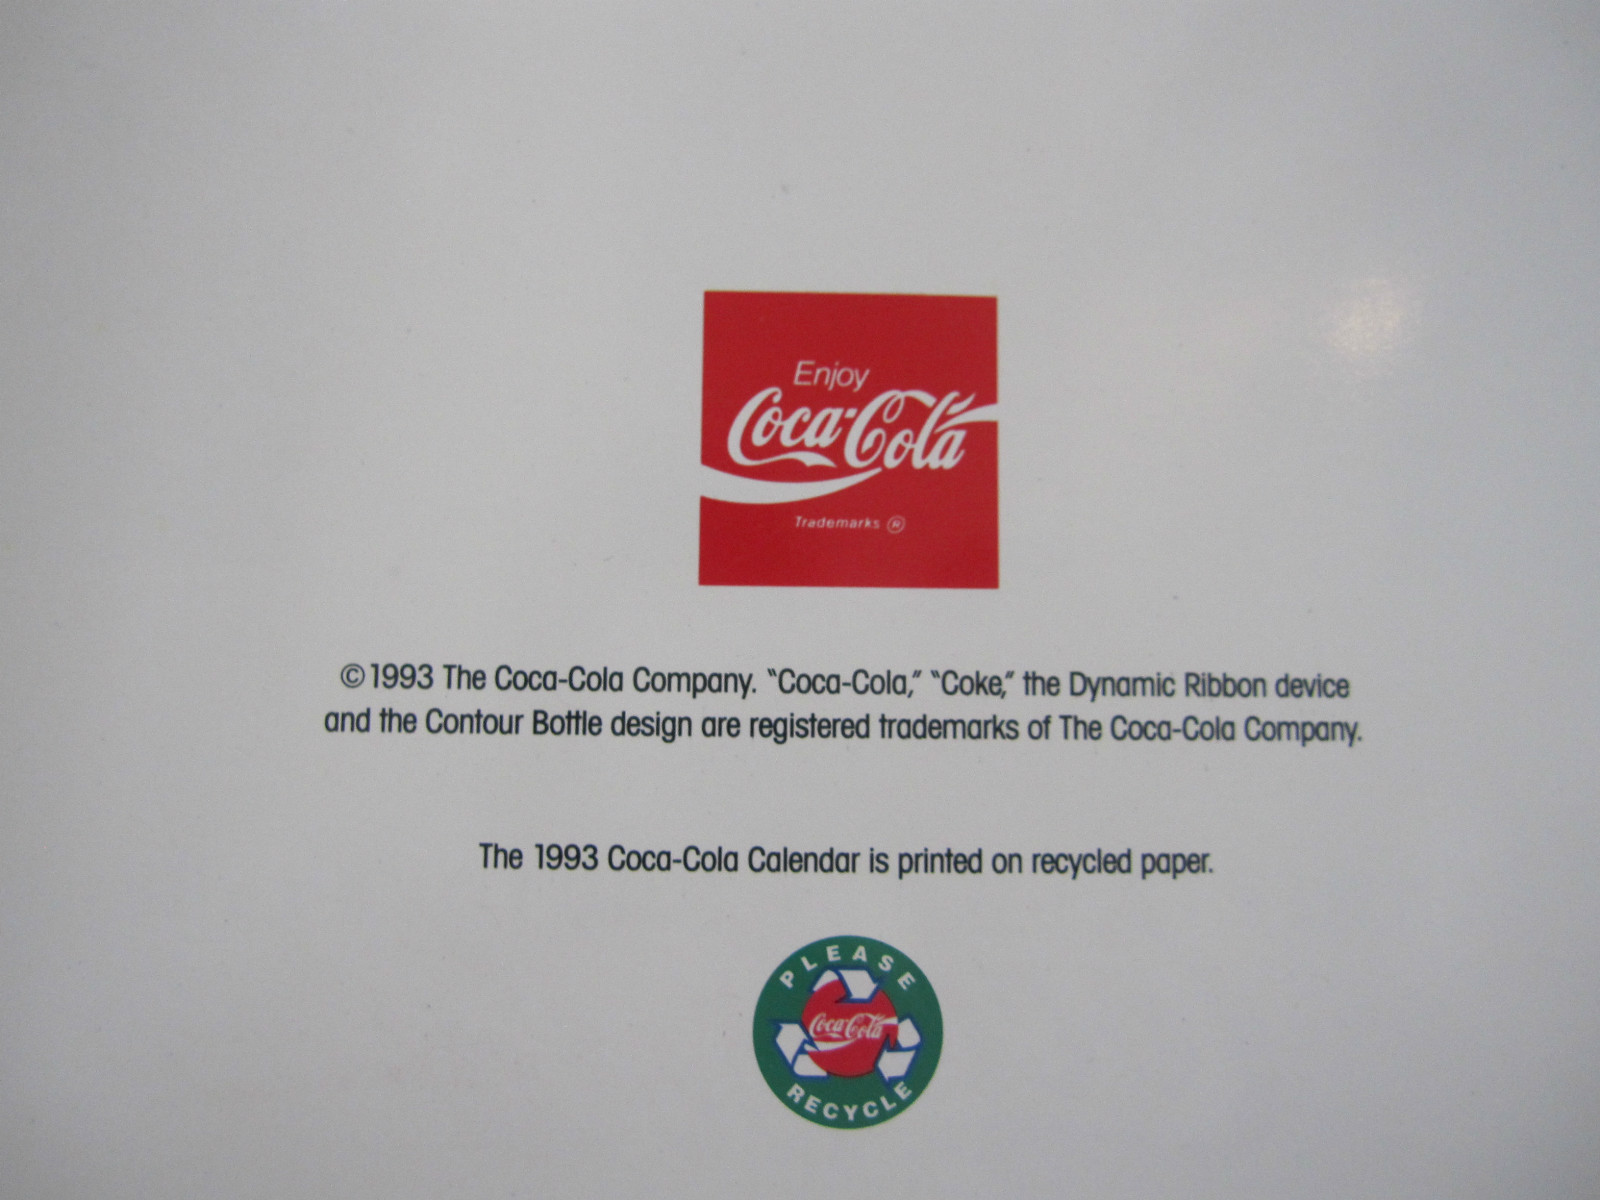 Enjoy
Coca-Cola
Trademarks ®
©1993 The Coca-Cola Company. "Coca-Cola," "Coke," the Dynamic Ribbon device
and the Contour Bottle design are registered trademarks of The Coca-Cola Company.
The 1993 Coca-Cola Calendar is printed on recycled paper.
PLEASE
Coca-Cola
RECYCLE